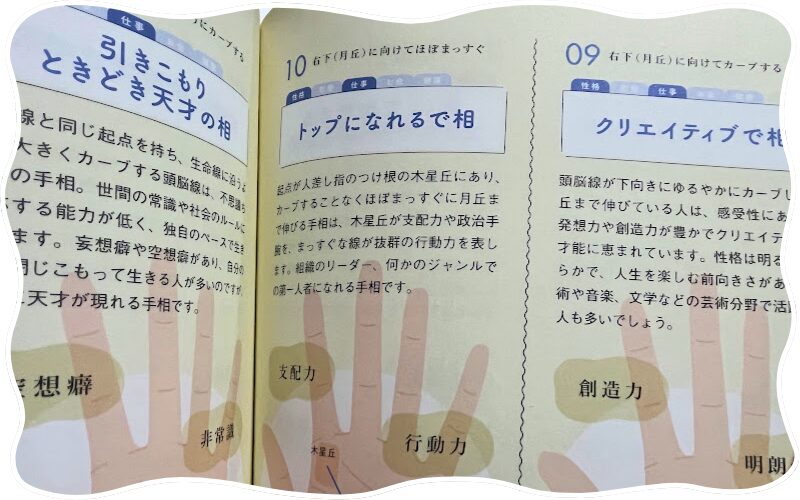 仕事
にカーブする
引きこもり
ときどき天才の相
線と同じ起点を持ち、生命線に沿うよ
大きくカーブする頭脳線は、不思議ち
の手相。世間の常識や社会のルールに
する能力が低く、独自のペースで生き
ます。妄想癖や空想癖があり、自分の
閉じこもって生きる人が多いのですが、
に天才が現れる手相です。
想癖
非常識
10 右下(月丘)に向けてほぼまっすぐ
性格 仕事
トップになれるで相
起点が人差し指のつけ根の木星丘にあり、
カーブすることなくほぼまっすぐに月丘ま
で伸びる手相は、木星丘が支配力や政治手
腕を、まっすぐな線が抜群の行動力を表し
ます。組織のリーダー、何かのジャンルで
の第一人者になれる手相です。
支配力
行動力
木星丘
09 右下(月丘)に向けてカーブする
性格 仕事
クリエイティブで相
頭脳線が下向きにゆるやかにカーブし
丘まで伸びている人は、感受性にあ
発想力や創造力が豊かでクリエイテ
才能に恵まれています。性格は明る
らかで、人生を楽しむ前向きさがあ
術や音楽、文学などの芸術分野で活
人も多いでしょう。
創造力
明朗